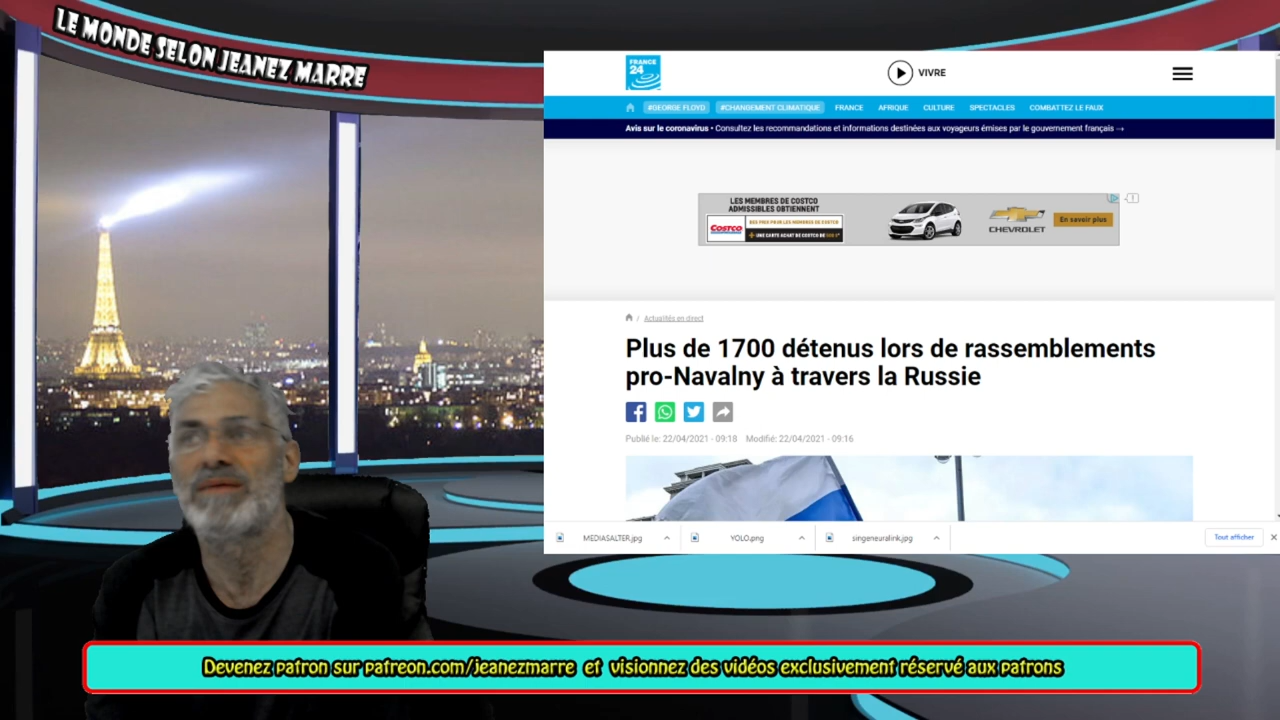 LE MONDE SELON JEANEZ MARRE
FRANCE
24
VIVRE
#GEORGE FLOYD #CHANGEMENT CLIMATIQUE FRANCE AFRIQUE CULTURE SPECTACLES COMBATTEZ LE FAUX
Avis sur le coronavirus • Consultez les recommandations et informations destinées aux voyageurs émises par le gouvernement français →
LES MEMBRES DE COSTCO
ADMISSIBLES OBTIENNENT
COSTCO
CHEVROLET
En savoir plus
/ Actualités en direct
Plus de 1700 détenus lors de rassemblements
pro-Navalny à travers la Russie
Publié le: 22/04/2021 - 09:18 Modifié: 22/04/2021 - 09:16
MEDIASALTER.jpg YOLO.png singeneuralink.jpg Tout afficher
Devenez patron sur patreon.com/jeanezmarre et visionnez des vidéos exclusivement réservé aux patrons